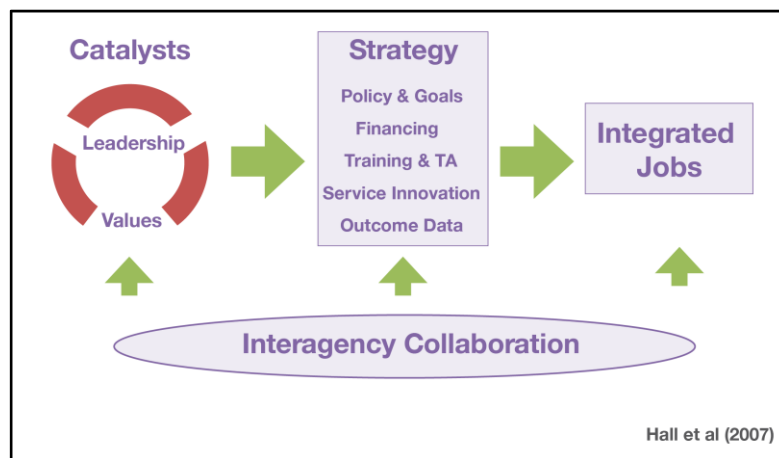 Catalysts
Leadership
Values
Strategy
Policy & Goals
Financing
Training & TA
Service Innovation
Outcome Data
Integrated
Jobs
Interagency Collaboration
Hall et al (2007)